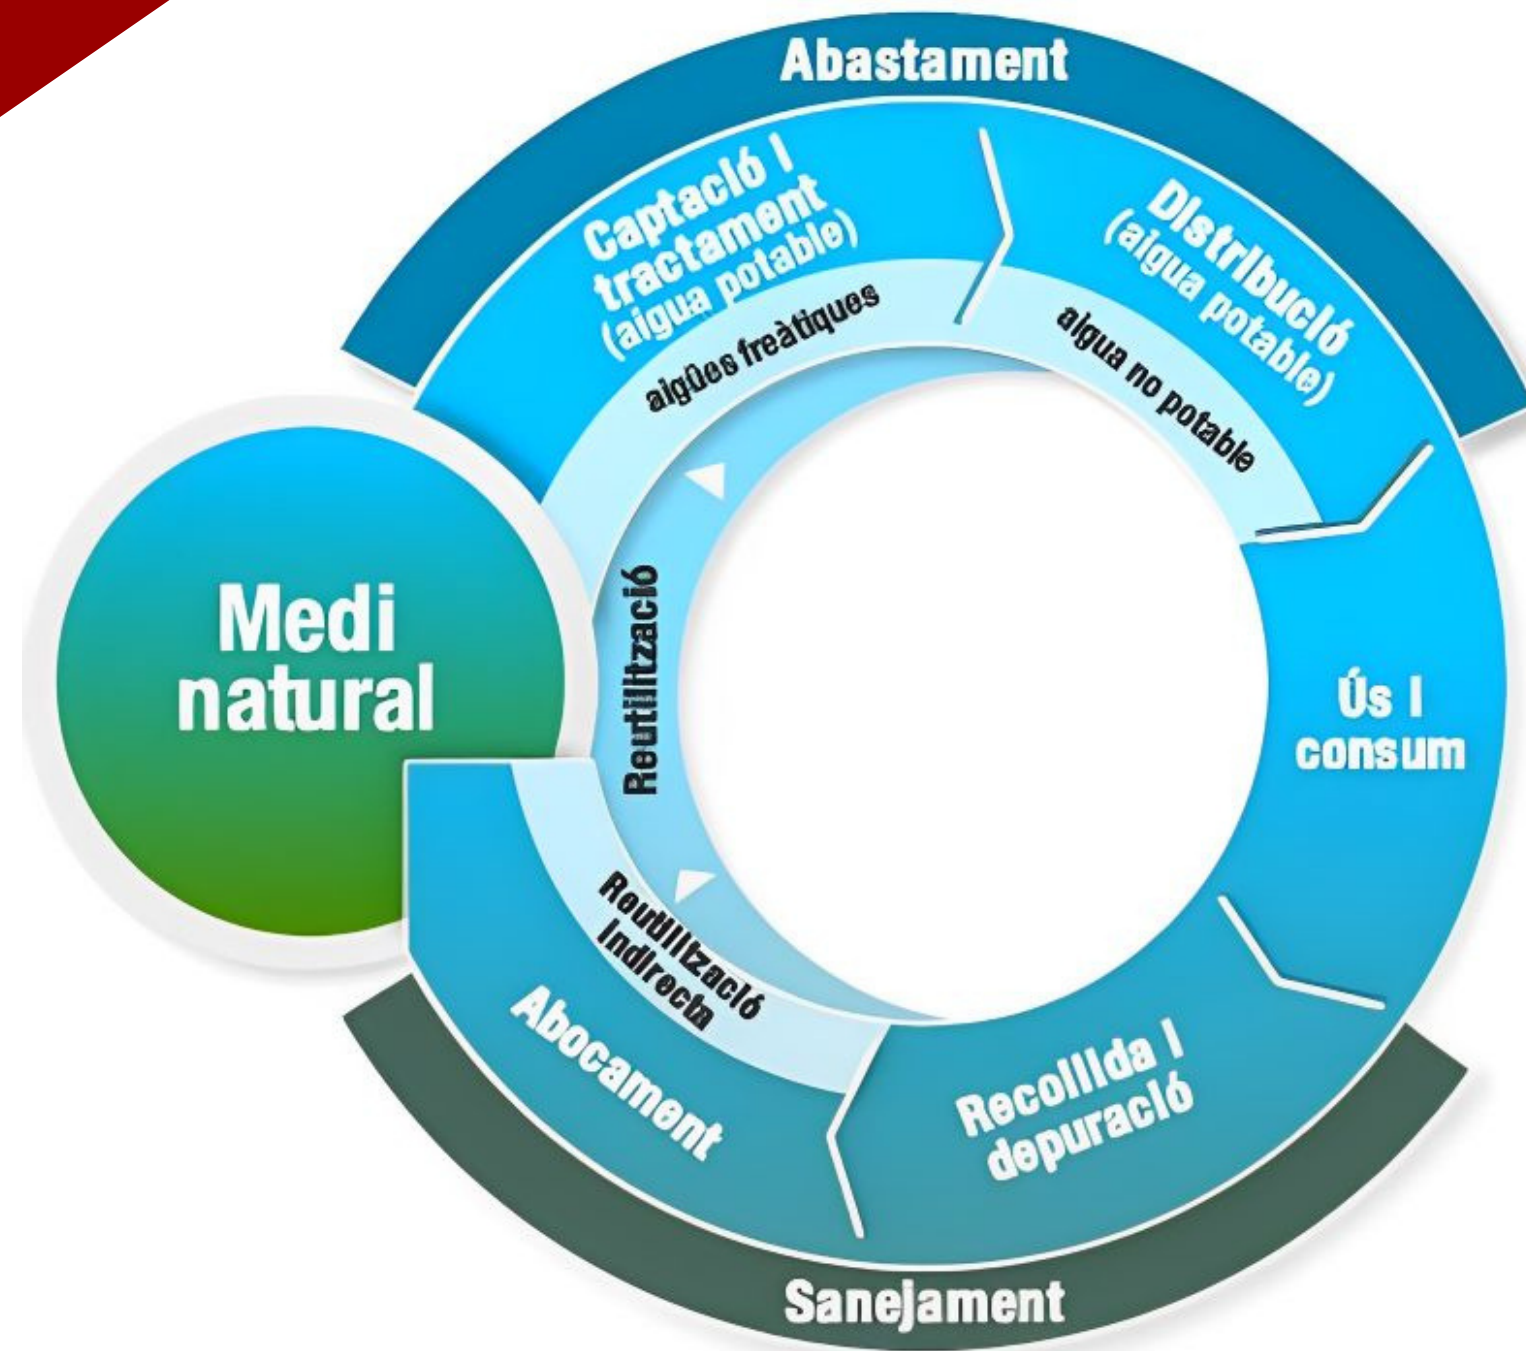 Abastament
Captació i
tractament
(aigua potable)
aigües freàtiques
Distribució
(aigua potable)
aigua no potable
Medi
natural
Reutilització
Ús i
consum
Reutilització
indirecta
Abocament
Recollida i
depuració
Sanejament